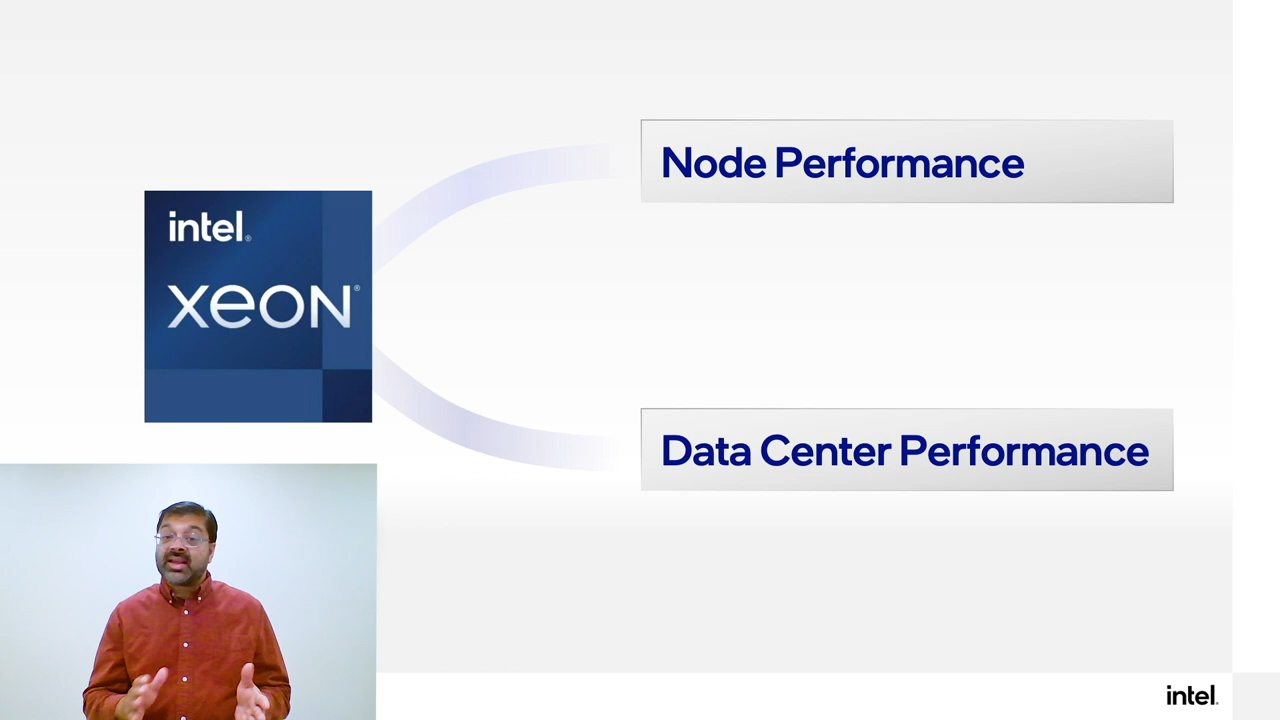 Node Performance
intel®
xeon®
Data Center Performance
intel.